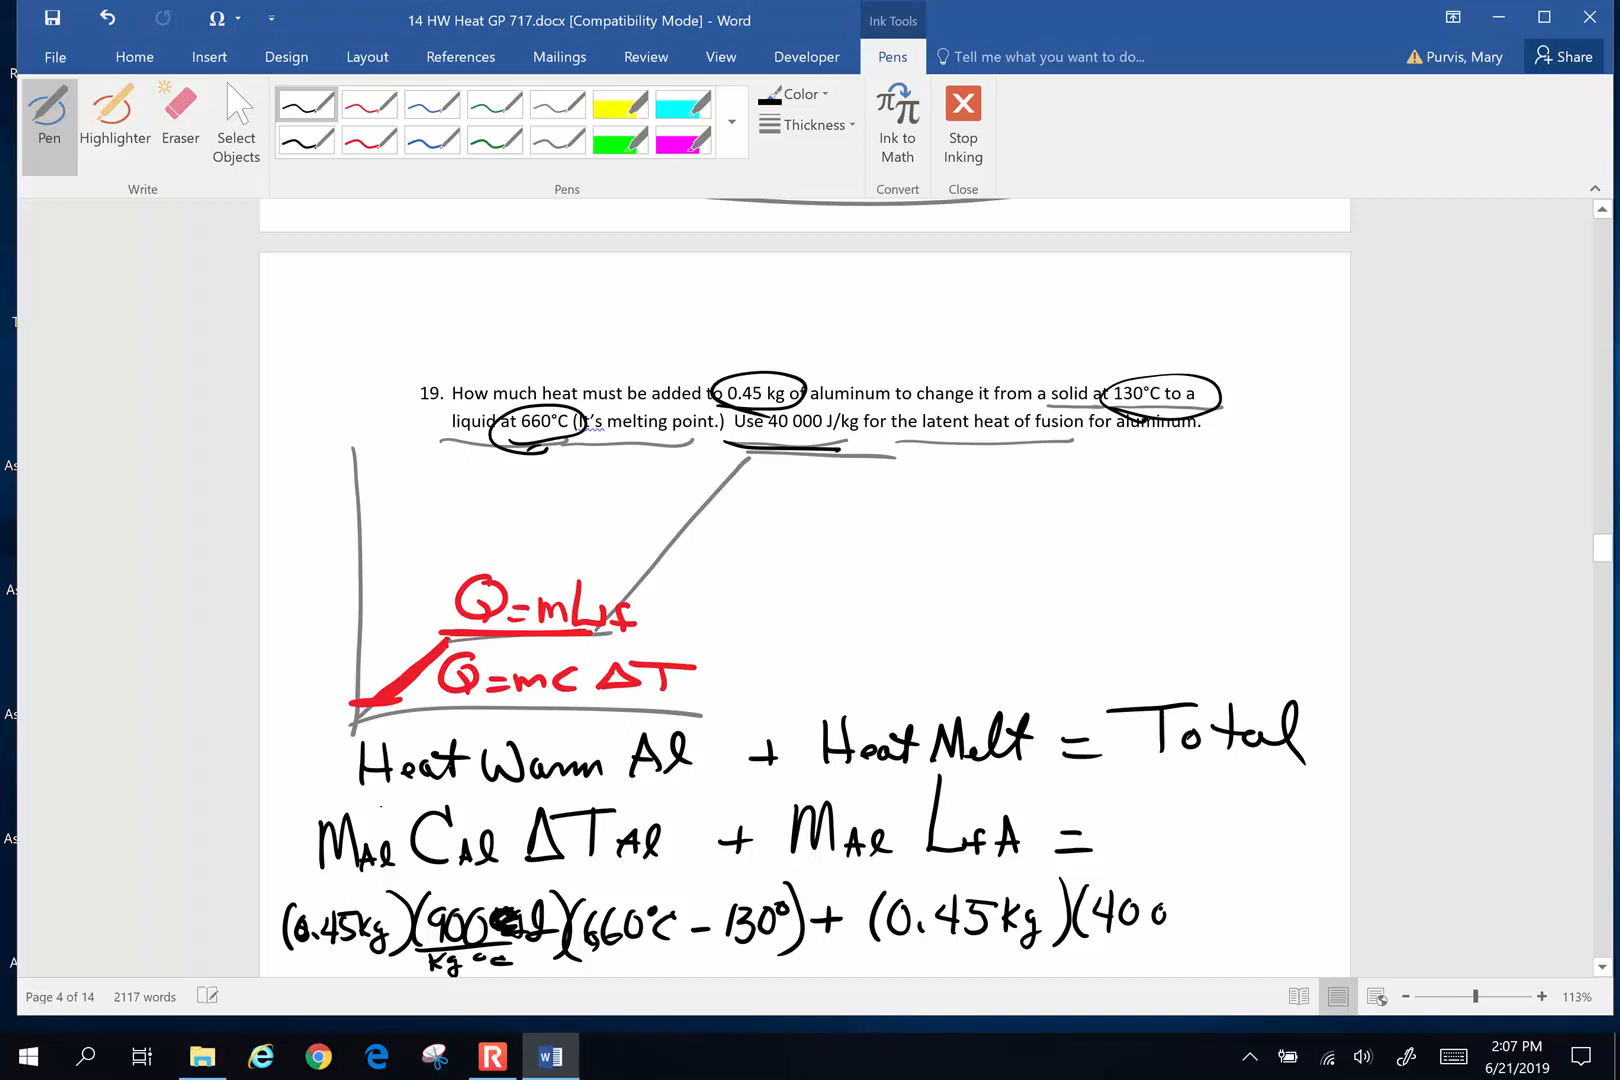 14 HW Heat GP 717.docx [Compatibility Mode] - Word
Ink Tools
File Home Insert Design Layout References Mailings Review View Developer Pens Tell me what you want to do... Purvis, Mary Share
Pen Highlighter Eraser Select Objects
Color
Thickness
Ink to Math
Stop Inking
Write Pens Convert Close
19. How much heat must be added to 0.45 kg of aluminum to change it from a solid at 130°C to a
liquid at 660°C (It's melting point.) Use 40 000 J/kg for the latent heat of fusion for aluminum.
Q=mLf
Q=mc ΔT
Heat Warm Al + Heat Melt = Total
MAl CAl ΔTAl + MAl LfA =
(0.45kg)(900 J)(660°C - 130°) + (0.45kg)(400
kg °C
Page 4 of 14 2117 words 113%
2:07 PM
6/21/2019